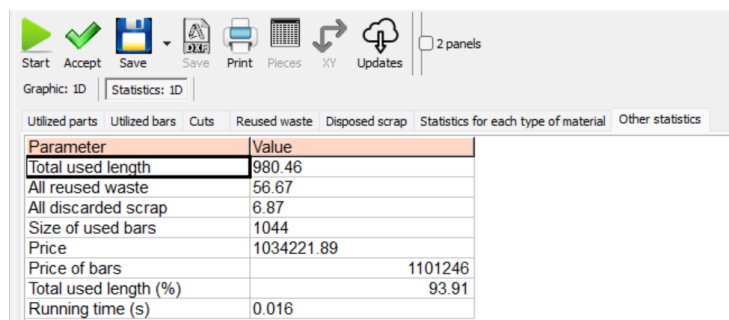 DXF
2 panels
Start Accept Save Save Print Pieces XY Updates
Graphic: 1D Statistics: 1D
Utilized parts Utilized bars Cuts Reused waste Disposed scrap Statistics for each type of material Other statistics
Parameter Value
Total used length 980.46
All reused waste 56.67
All discarded scrap 6.87
Size of used bars 1044
Price 1034221.89
Price of bars 1101246
Total used length (%) 93.91
Running time (s) 0.016